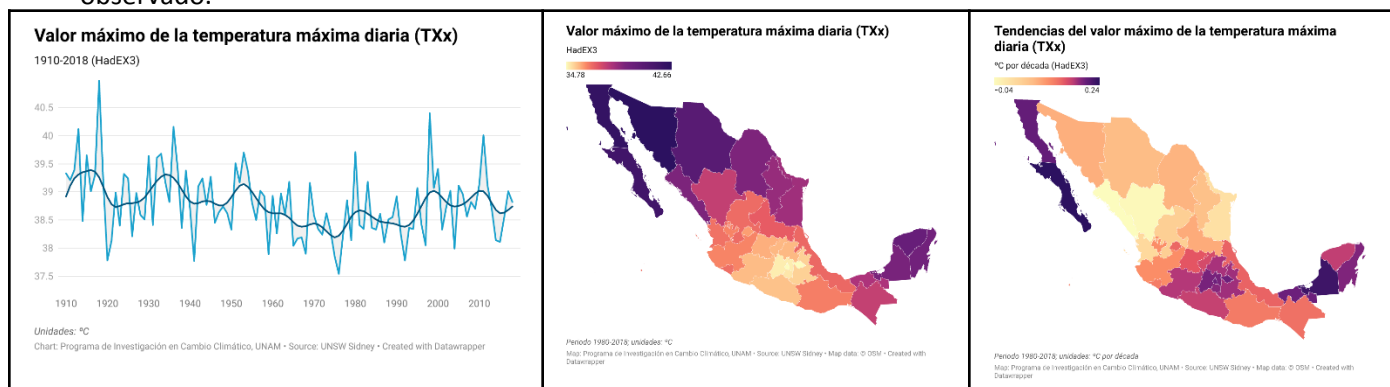 observado.
Valor máximo de la temperatura máxima diaria (TXx)
1910-2018 (HadEX3)
40.5
40
39.5
39
38.5
38
37.5
1910 1920 1930 1940 1950 1960 1970 1980 1990 2000 2010
Unidades: ºC
Chart: Programa de Investigación en Cambio Climático, UNAM • Source: UNSW Sidney • Created with Datawrapper
Valor máximo de la temperatura máxima diaria (TXx)
HadEX3
34.78 42.66
Periodo 1980-2018; unidades: ºC
Map: Programa de Investigación en Cambio Climático, UNAM • Source: UNSW Sidney • Map data: © OSM • Created with
Datawrapper
Tendencias del valor máximo de la temperatura máxima
diaria (TXx)
ºC por década (HadEX3)
−0.04 0.24
Periodo 1980-2018; unidades: ºC por década
Map: Programa de Investigación en Cambio Climático, UNAM • Source: UNSW Sidney • Map data: © OSM • Created with
Datawrapper